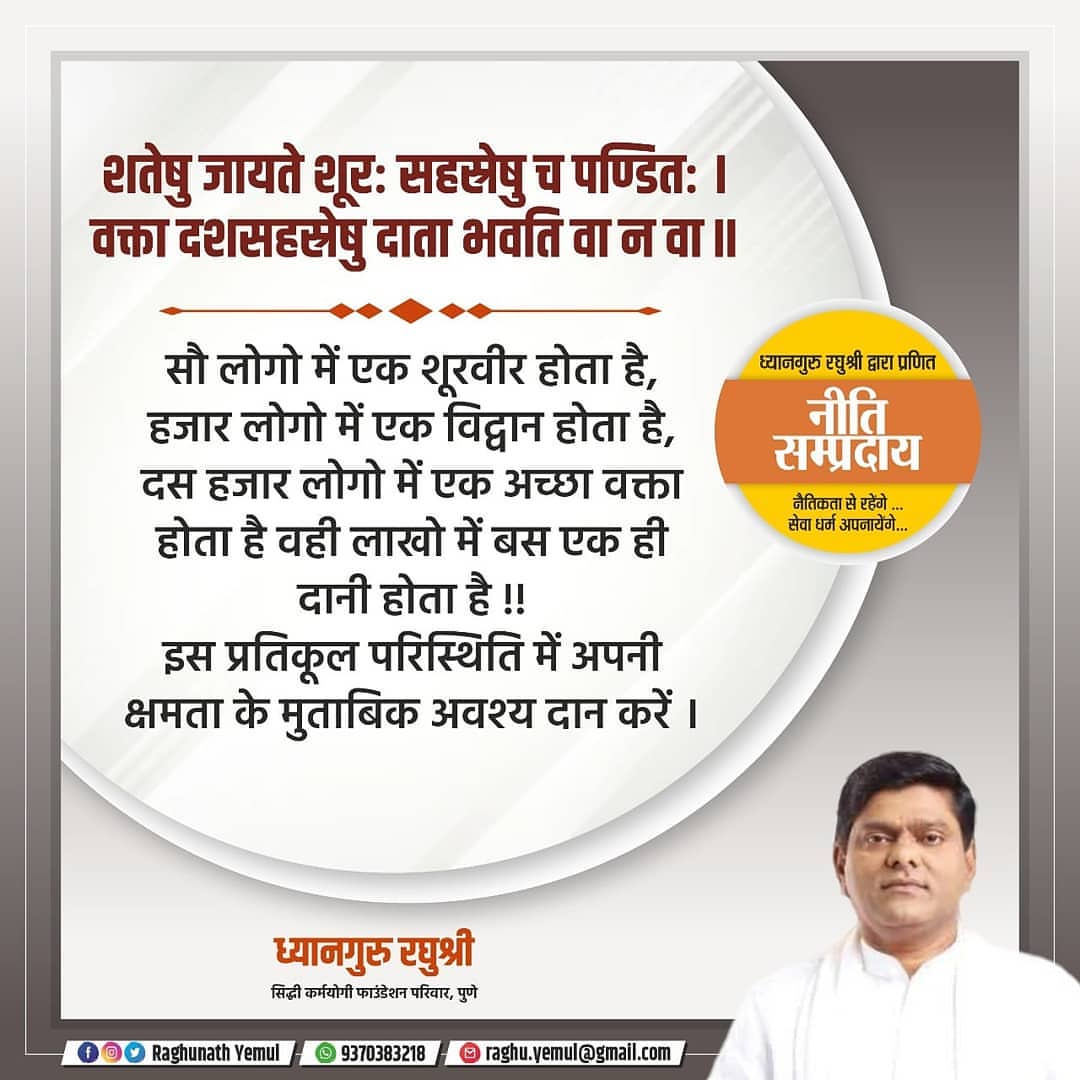 शतेषु जायते शूरः सहस्रेषु च पण्डितः ।
वक्ता दशसहस्रेषु दाता भवति वा न वा ॥
सौ लोगो में एक शूरवीर होता है,
हजार लोगो में एक विद्वान होता है,
दस हजार लोगो में एक अच्छा वक्ता
होता है वही लाखो में बस एक ही
दानी होता है !!
इस प्रतिकूल परिस्थिति में अपनी
क्षमता के मुताबिक अवश्य दान करें ।
ध्यानगुरु रघुश्री द्वारा प्रणित
नीति
सम्प्रदाय
नैतिकता से रहेंगे ...
सेवा धर्म अपनायेंगे...
ध्यानगुरु रघुश्री
सिद्धी कर्मयोगी फाउंडेशन परिवार, पुणे
Raghunath Yemul
9370383218
raghu.yemul@gmail.com